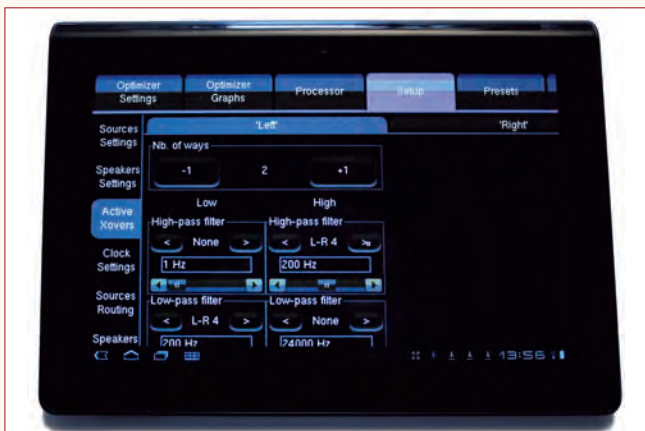 Optimizer Settings
Optimizer Graphs
Processor
Setup
Presets
Sources Settings
Speakers Settings
Active Xovers
Clock Settings
Sources Routing
Speakers
'Left'
'Right'
Nb. of ways
-1
2
+1
Low
High
High-pass filter
< None >
1 Hz
High-pass filter
< L-R 4 >
200 Hz
Low-pass filter
< L-R 4 >
200 Hz
Low-pass filter
< None >
24000 Hz
13:56